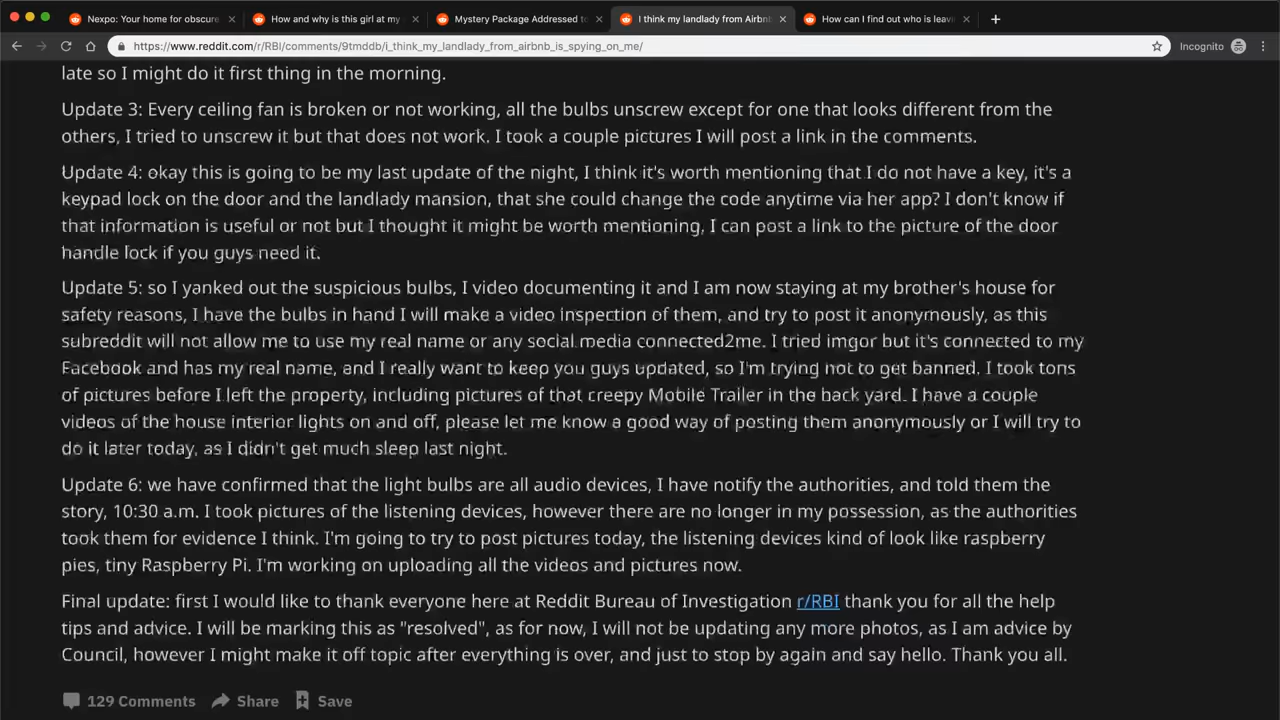 Nexpo: Your home for obscure
How and why is this girl at my
Mystery Package Addressed to
I think my landlady from Airbnb
How can I find out who is leavi
https://www.reddit.com/r/RBI/comments/9tmddb/i_think_my_landlady_from_airbnb_is_spying_on_me/
Incognito
late so I might do it first thing in the morning.
Update 3: Every ceiling fan is broken or not working, all the bulbs unscrew except for one that looks different from the
others, I tried to unscrew it but that does not work. I took a couple pictures I will post a link in the comments.
Update 4: okay this is going to be my last update of the night, I think it's worth mentioning that I do not have a key, it's a
keypad lock on the door and the landlady mansion, that she could change the code anytime via her app? I don't know if
that information is useful or not but I thought it might be worth mentioning, I can post a link to the picture of the door
handle lock if you guys need it.
Update 5: so I yanked out the suspicious bulbs, I video documenting it and I am now staying at my brother's house for
safety reasons, I have the bulbs in hand I will make a video inspection of them, and try to post it anonymously, as this
subreddit will not allow me to use my real name or any social media connected2me. I tried imgor but it's connected to my
Facebook and has my real name, and I really want to keep you guys updated, so I'm trying not to get banned. I took tons
of pictures before I left the property, including pictures of that creepy Mobile Trailer in the back yard. I have a couple
videos of the house interior lights on and off, please let me know a good way of posting them anonymously or I will try to
do it later today, as I didn't get much sleep last night.
Update 6: we have confirmed that the light bulbs are all audio devices, I have notify the authorities, and told them the
story, 10:30 a.m. I took pictures of the listening devices, however there are no longer in my possession, as the authorities
took them for evidence I think. I'm going to try to post pictures today, the listening devices kind of look like raspberry
pies, tiny Raspberry Pi. I'm working on uploading all the videos and pictures now.
Final update: first I would like to thank everyone here at Reddit Bureau of Investigation r/RBI thank you for all the help
tips and advice. I will be marking this as "resolved", as for now, I will not be updating any more photos, as I am advice by
Council, however I might make it off topic after everything is over, and just to stop by again and say hello. Thank you all.
129 Comments Share Save